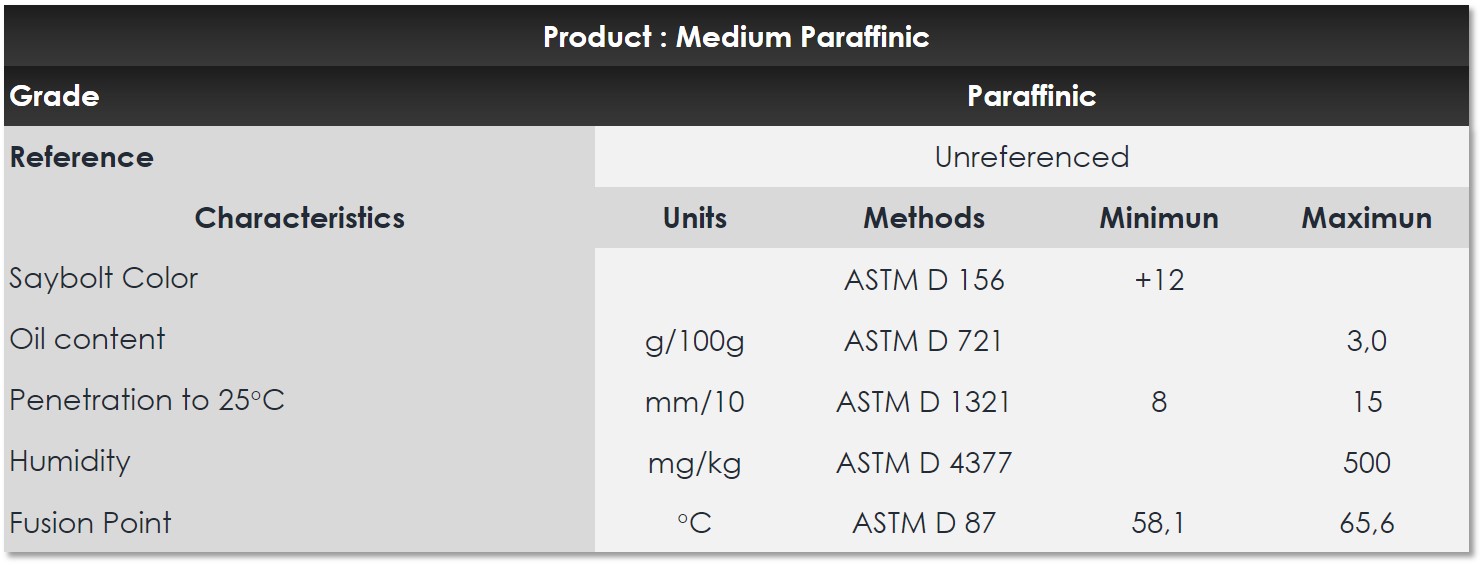 Product : Medium Paraffinic
Grade Paraffinic
Reference Unreferenced
Characteristics Units Methods Minimun Maximun
Saybolt Color ASTM D 156 +12
Oil content g/100g ASTM D 721 3,0
Penetration to 25°C mm/10 ASTM D 1321 8 15
Humidity mg/kg ASTM D 4377 500
Fusion Point °C ASTM D 87 58,1 65,6